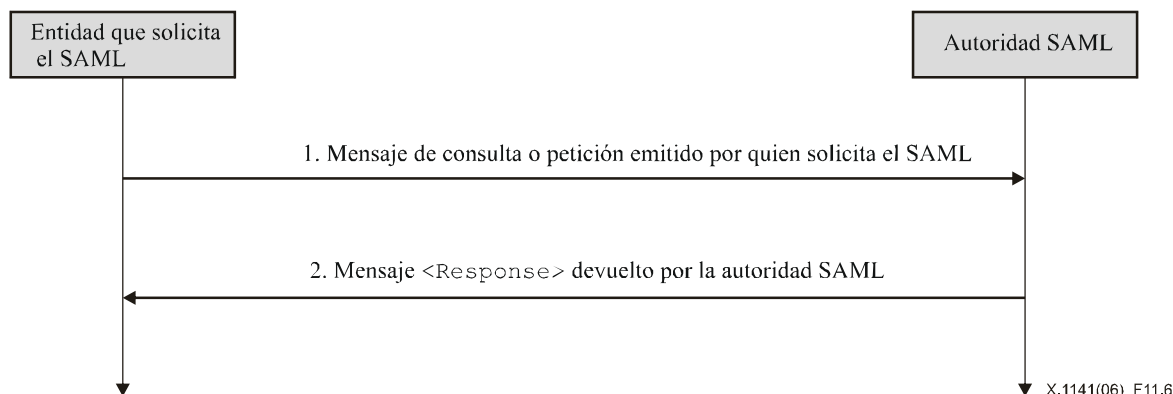 Entidad que solicita
el SAML
Autoridad SAML
1. Mensaje de consulta o petición emitido por quien solicita el SAML
2. Mensaje <Response> devuelto por la autoridad SAML
X.1141(06)_F11.6